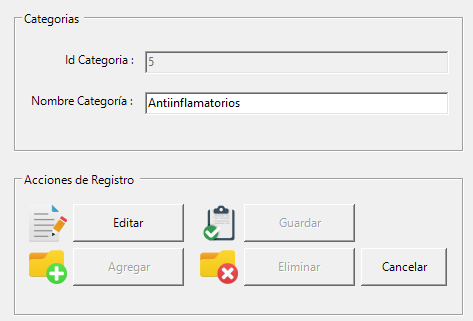 Categorias
Id Categoria :
5
Nombre Categoría :
Antiinflamatorios
Acciones de Registro
Editar
Guardar
Agregar
Eliminar
Cancelar